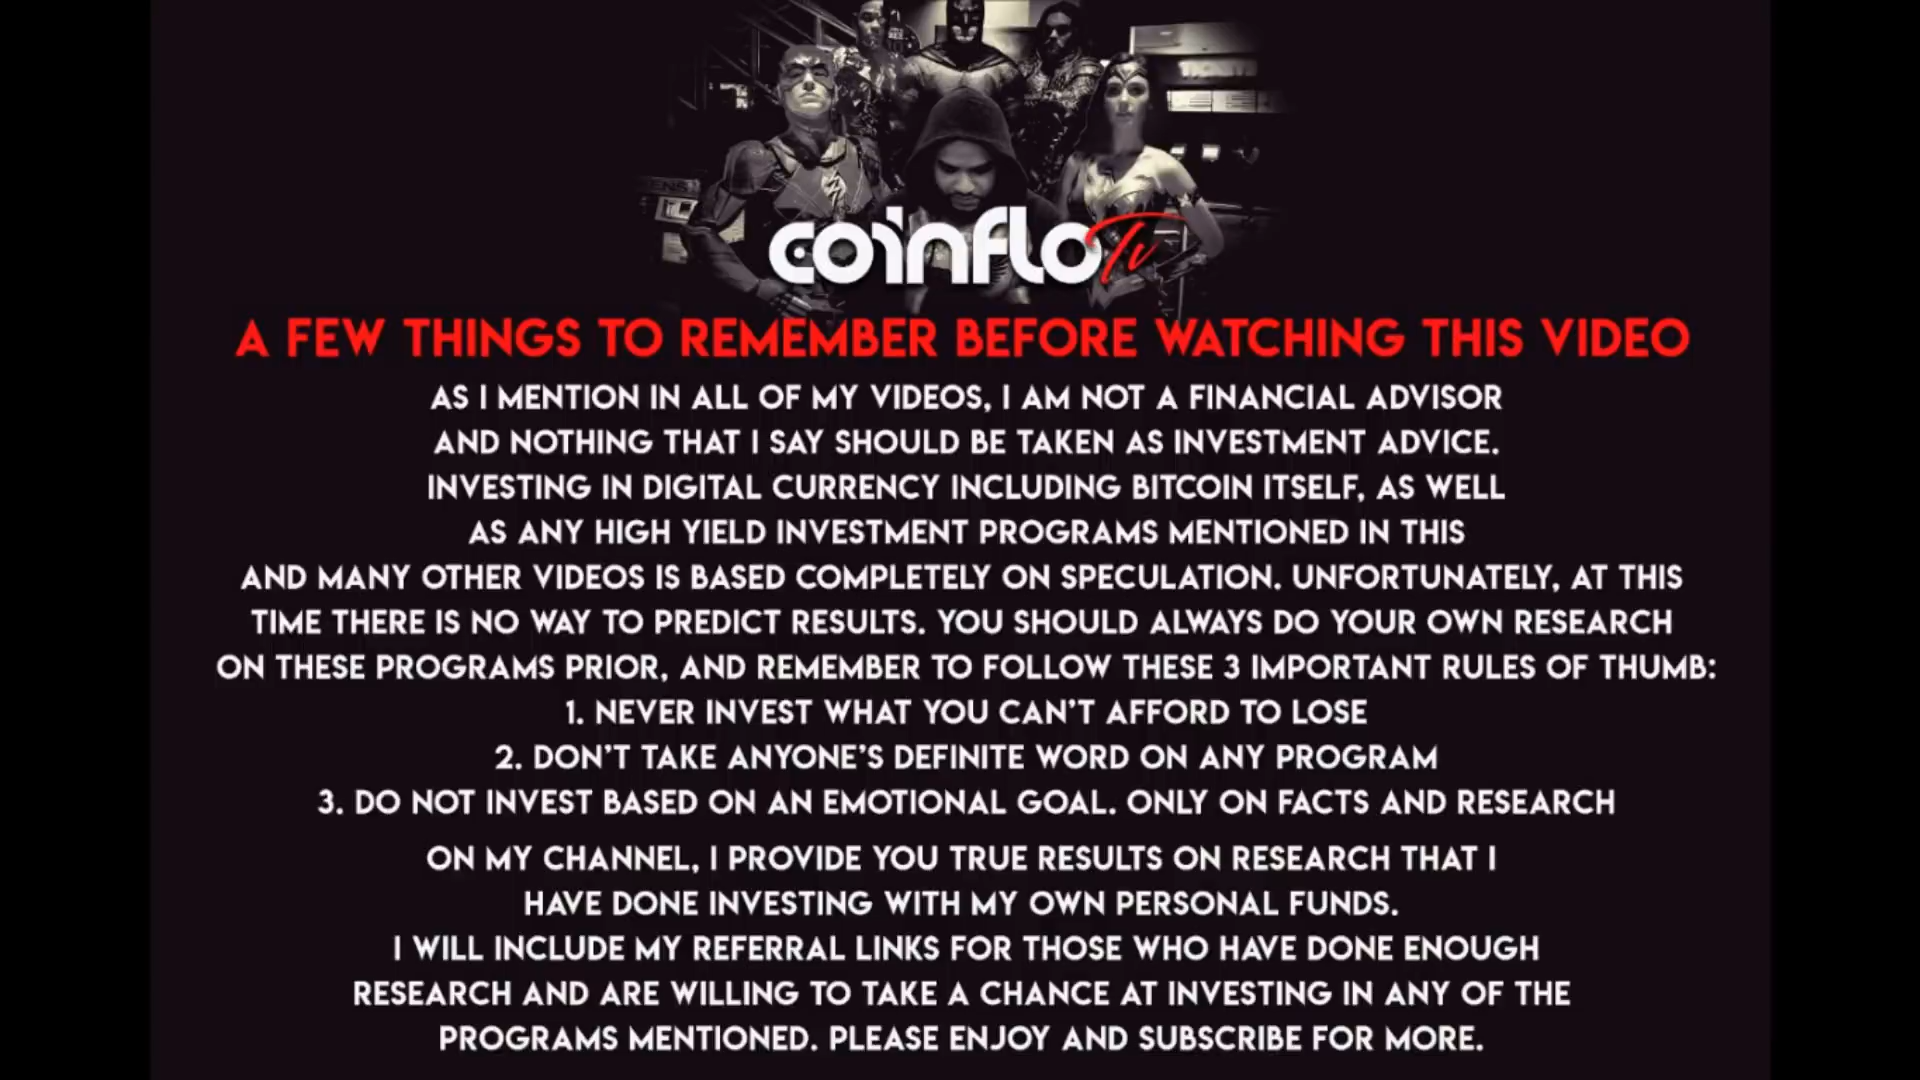 coinflo Tv
A FEW THINGS TO REMEMBER BEFORE WATCHING THIS VIDEO
AS I MENTION IN ALL OF MY VIDEOS, I AM NOT A FINANCIAL ADVISOR
AND NOTHING THAT I SAY SHOULD BE TAKEN AS INVESTMENT ADVICE.
INVESTING IN DIGITAL CURRENCY INCLUDING BITCOIN ITSELF, AS WELL
AS ANY HIGH YIELD INVESTMENT PROGRAMS MENTIONED IN THIS
AND MANY OTHER VIDEOS IS BASED COMPLETELY ON SPECULATION. UNFORTUNATELY, AT THIS
TIME THERE IS NO WAY TO PREDICT RESULTS. YOU SHOULD ALWAYS DO YOUR OWN RESEARCH
ON THESE PROGRAMS PRIOR, AND REMEMBER TO FOLLOW THESE 3 IMPORTANT RULES OF THUMB:
1. NEVER INVEST WHAT YOU CAN'T AFFORD TO LOSE
2. DON'T TAKE ANYONE'S DEFINITE WORD ON ANY PROGRAM
3. DO NOT INVEST BASED ON AN EMOTIONAL GOAL. ONLY ON FACTS AND RESEARCH
ON MY CHANNEL, I PROVIDE YOU TRUE RESULTS ON RESEARCH THAT I
HAVE DONE INVESTING WITH MY OWN PERSONAL FUNDS.
I WILL INCLUDE MY REFERRAL LINKS FOR THOSE WHO HAVE DONE ENOUGH
RESEARCH AND ARE WILLING TO TAKE A CHANCE AT INVESTING IN ANY OF THE
PROGRAMS MENTIONED. PLEASE ENJOY AND SUBSCRIBE FOR MORE.